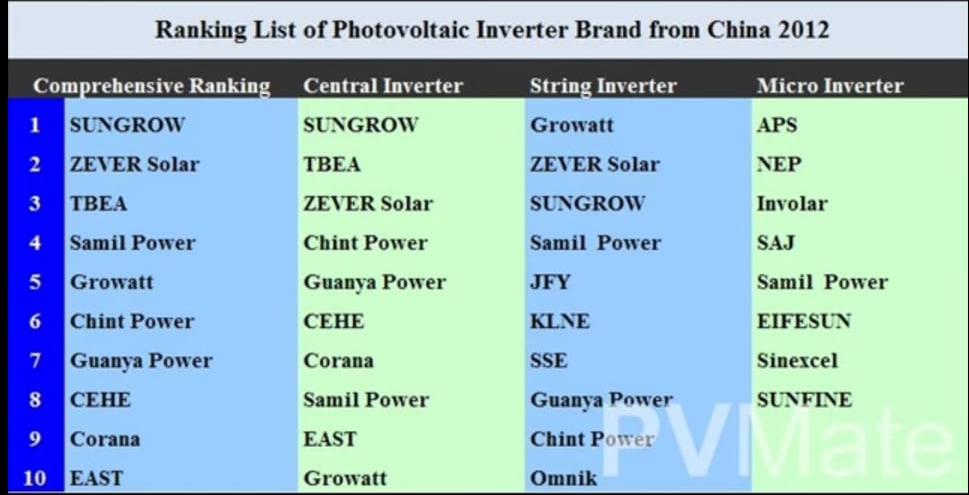 Ranking List of Photovoltaic Inverter Brand from China 2012
Comprehensive Ranking Central Inverter String Inverter Micro Inverter
1 SUNGROW SUNGROW Growatt APS
2 ZEVER Solar TBEA ZEVER Solar NEP
3 TBEA ZEVER Solar SUNGROW Involar
4 Samil Power Chint Power Samil Power SAJ
5 Growatt Guanya Power JFY Samil Power
6 Chint Power CEHE KLNE EIFESUN
7 Guanya Power Corana SSE Sinexcel
8 CEHE Samil Power Guanya Power SUNFINE
9 Corana EAST Chint Power
10 EAST Growatt Omnik
PVMate